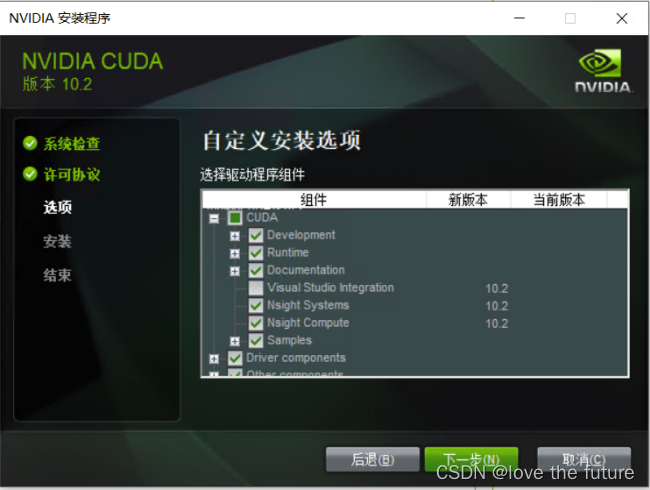 NVIDIA 安装程序
NVIDIA CUDA
版本 10.2
NVIDIA.
系统检查
许可协议
选项
安装
结束
自定义安装选项
选择驱动程序组件
组件 新版本 当前版本
CUDA
Development
Runtime
Documentation
Visual Studio Integration 10.2
Nsight Systems 10.2
Nsight Compute 10.2
Samples
Driver components
Other components
后退(B) 下一步(N) 取消(C)
CSDN @love the future